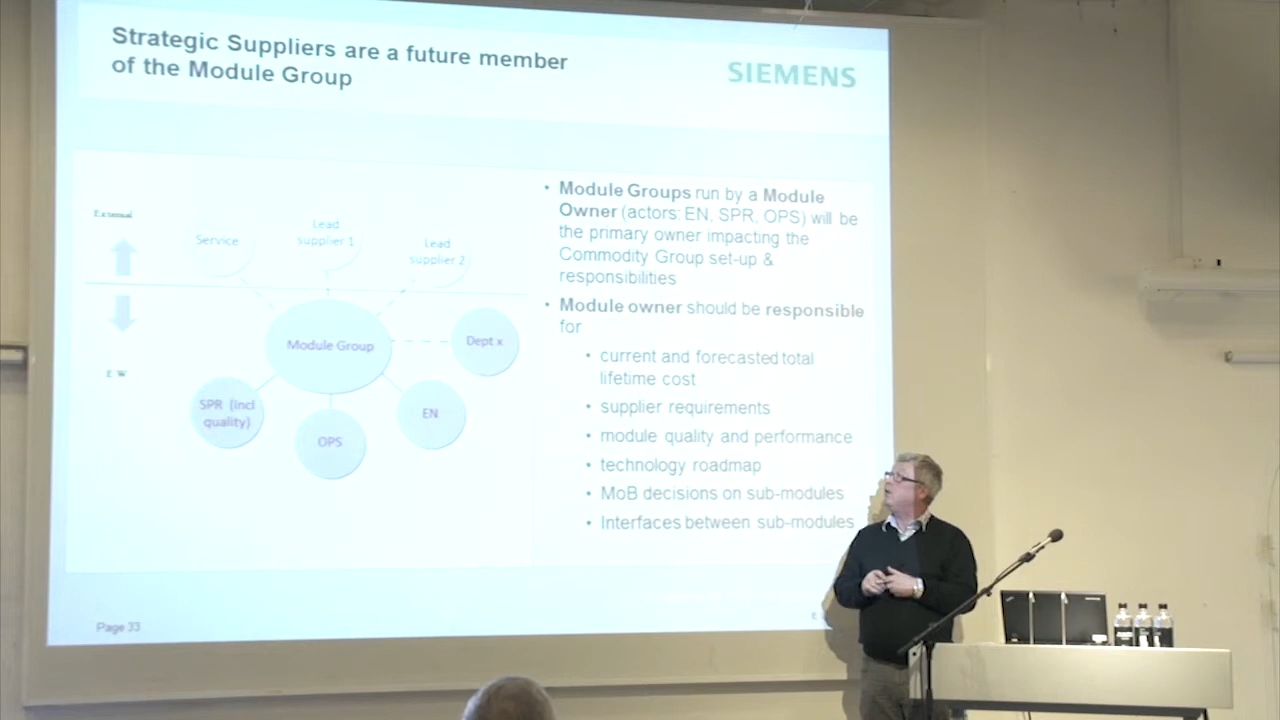 Strategic Suppliers are a future member
of the Module Group
SIEMENS
External
Service
Lead
supplier 1
Lead
supplier 2
Module Group
Dept x
E W
SPR (incl
quality)
OPS
EN
• Module Groups run by a Module
Owner (actors: EN, SPR, OPS) will be
the primary owner impacting the
Commodity Group set-up &
responsibilities
• Module owner should be responsible
for
• current and forecasted total
lifetime cost
• supplier requirements
• module quality and performance
• technology roadmap
• MoB decisions on sub-modules
• Interfaces between sub-modules
Page 33